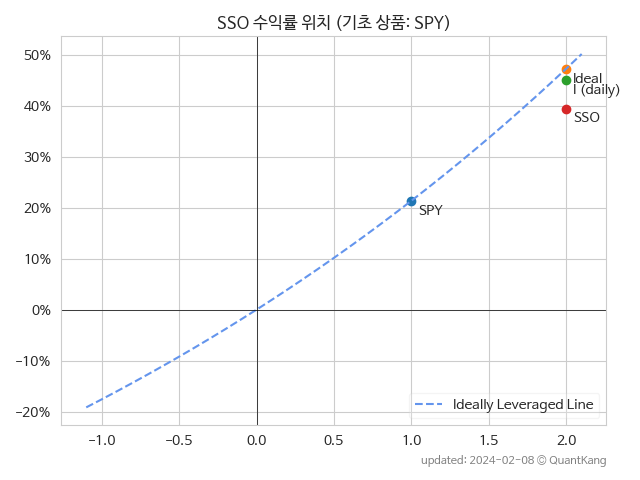 SSO 수익률 위치 (기초 상품: SPY)
50%
40%
30%
20%
10%
0%
−10%
−20%
Ideal
I (daily)
SSO
SPY
Ideally Leveraged Line
−1.0 −0.5 0.0 0.5 1.0 1.5 2.0
updated: 2024-02-08 © QuantKang